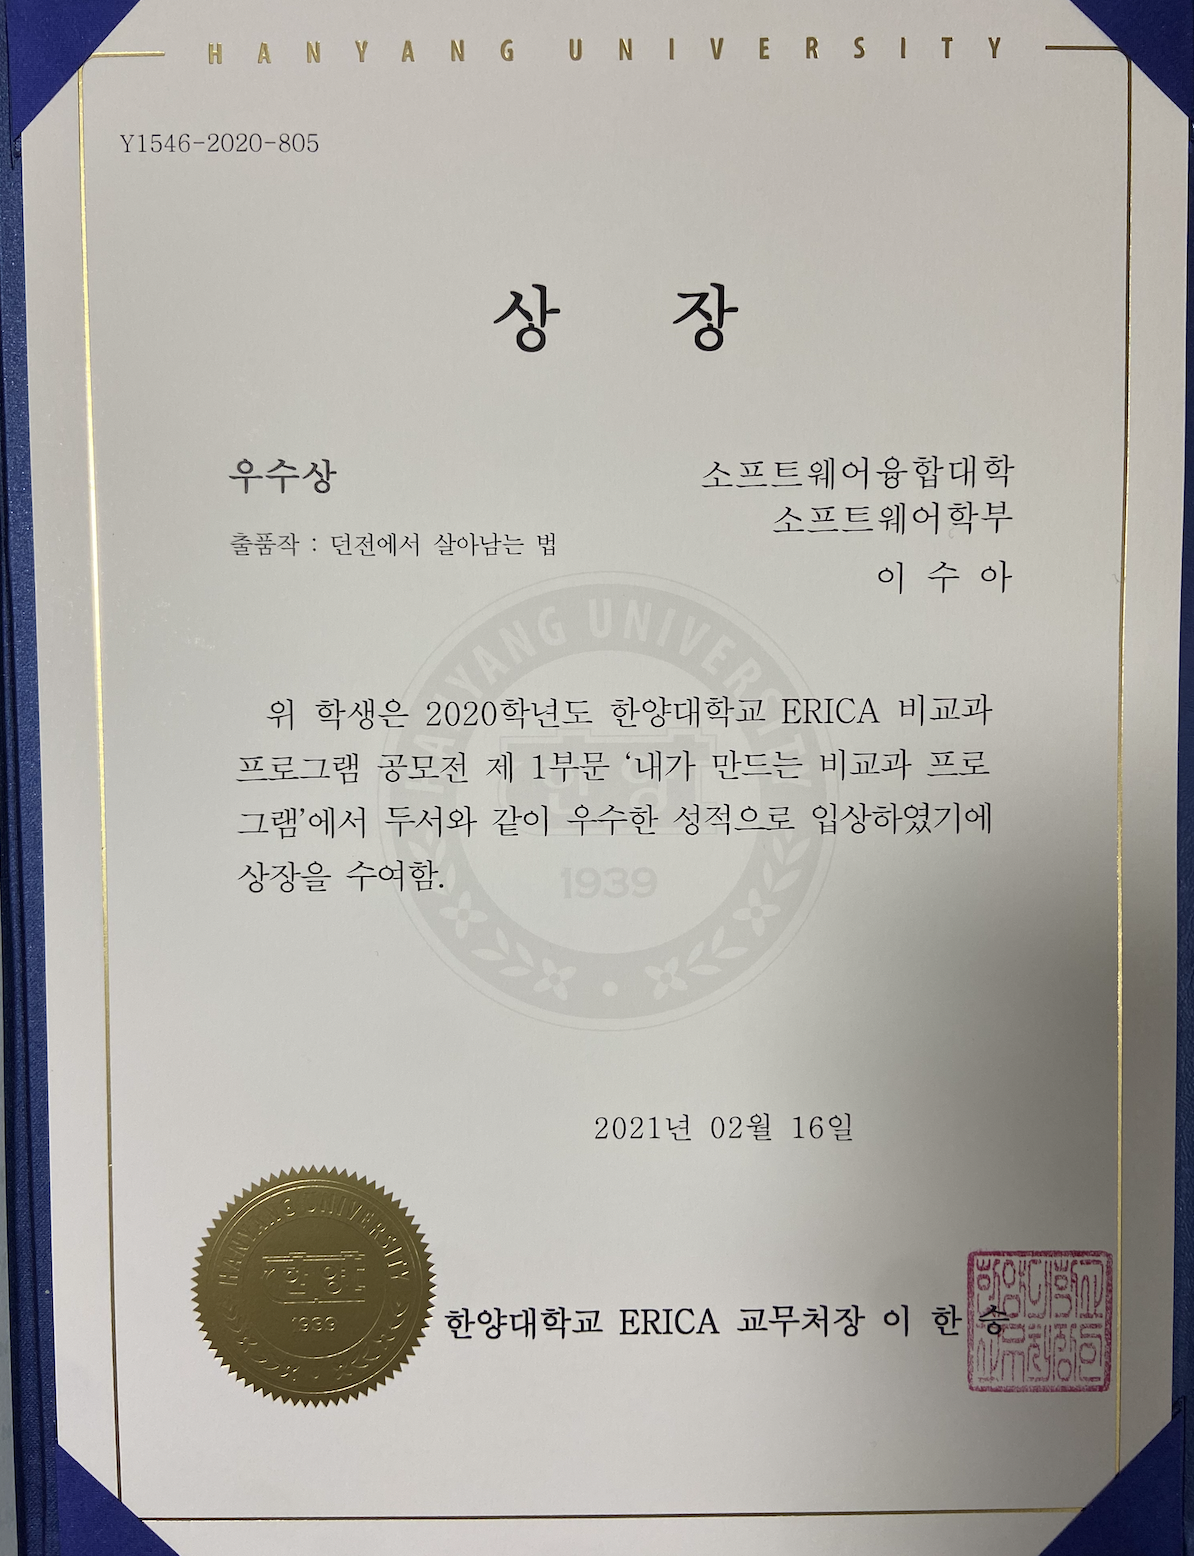 HANYANG UNIVERSITY
Y1546-2020-805
상 장
우수상
소프트웨어융합대학
소프트웨어학부
출품작 : 던전에서 살아남는 법
이 수 아
위 학생은 2020학년도 한양대학교 ERICA 비교과
프로그램 공모전 제 1부문 ‘내가 만드는 비교과 프로
그램’에서 두서와 같이 우수한 성적으로 입상하였기에
상장을 수여함.
HANYANG UNIVERSITY
한양
1939
2021년 02월 16일
HANYANG UNIVERSITY
한양
1939
한양대학교 ERICA 교무처장 이 한 승